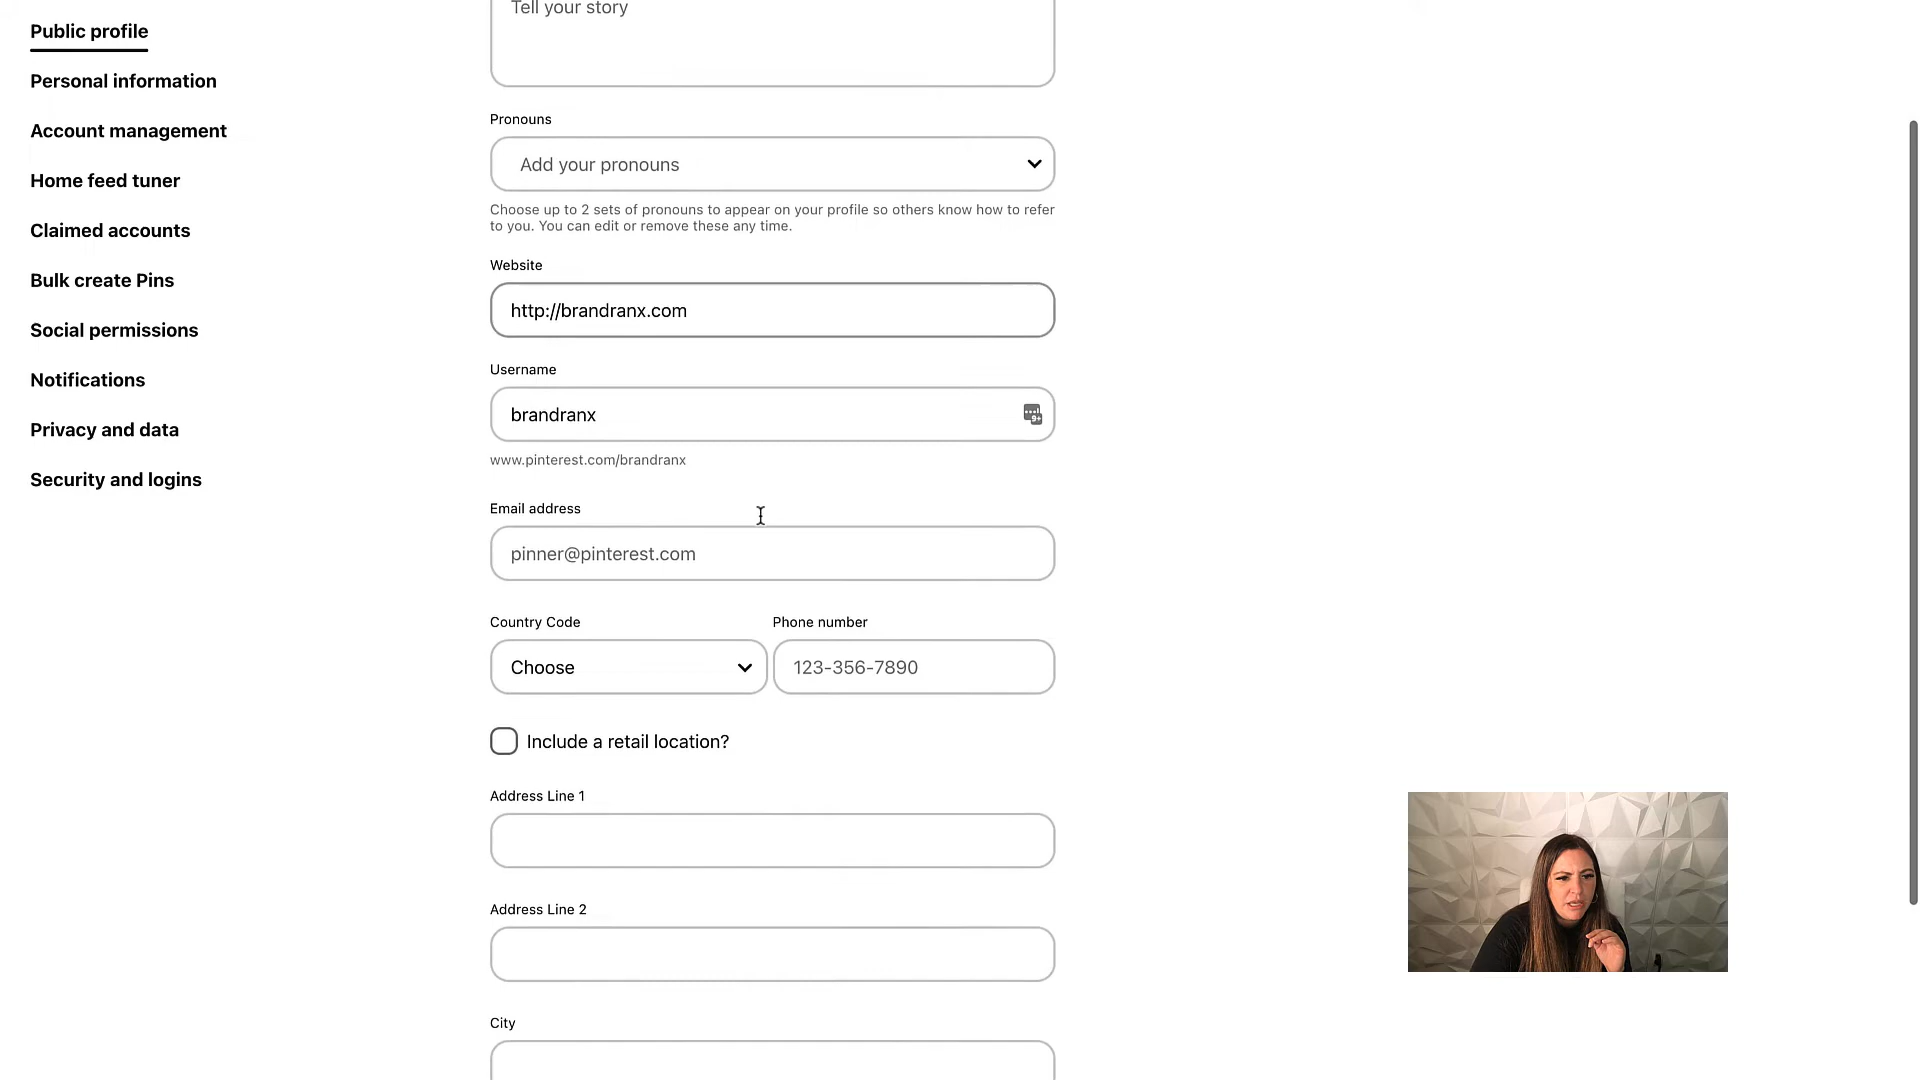 Public profile
Personal information
Account management
Home feed tuner
Claimed accounts
Bulk create Pins
Social permissions
Notifications
Privacy and data
Security and logins
Tell your story
Pronouns
Add your pronouns
Choose up to 2 sets of pronouns to appear on your profile so others know how to refer
to you. You can edit or remove these any time.
Website
http://brandranx.com
Username
brandranx
9+
www.pinterest.com/brandranx
Email address
pinner@pinterest.com
Country Code
Phone number
Choose
123-356-7890
Include a retail location?
Address Line 1
Address Line 2
City